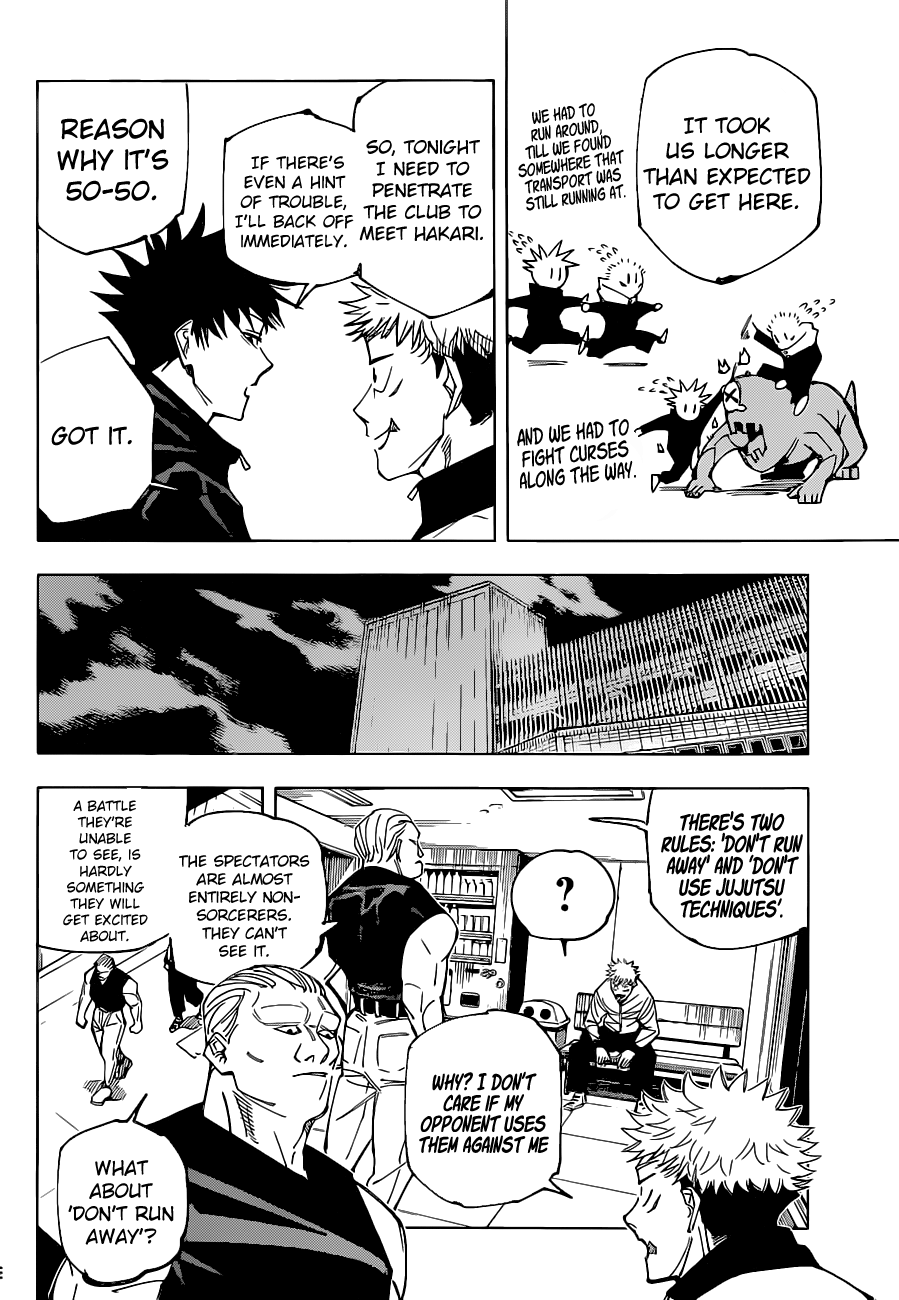 IT TOOK
US LONGER
THAN EXPECTED
TO GET HERE.
WE HAD TO
RUN AROUND,
TILL WE FOUND
SOMEWHERE THAT
TRANSPORT WAS
STILL RUNNING AT.
AND WE HAD TO
FIGHT CURSES
ALONG THE WAY.
SO, TONIGHT
I NEED TO
PENETRATE
THE CLUB TO
MEET HAKARI.
IF THERE'S
EVEN A HINT
OF TROUBLE,
I'LL BACK OFF
IMMEDIATELY.
REASON
WHY IT'S
50-50.
GOT IT.
THERE'S TWO
RULES: 'DON'T RUN
AWAY' AND 'DON'T
USE JUJUTSU
TECHNIQUES'.
?
WHY? I DON'T
CARE IF MY
OPPONENT USES
THEM AGAINST ME
THE SPECTATORS
ARE ALMOST
ENTIRELY NON-
SORCERERS.
THEY CAN'T
SEE IT.
A BATTLE
THEY'RE
UNABLE
TO SEE, IS
HARDLY
SOMETHING
THEY WILL
GET EXCITED
ABOUT.
WHAT
ABOUT
'DON'T RUN
AWAY'?